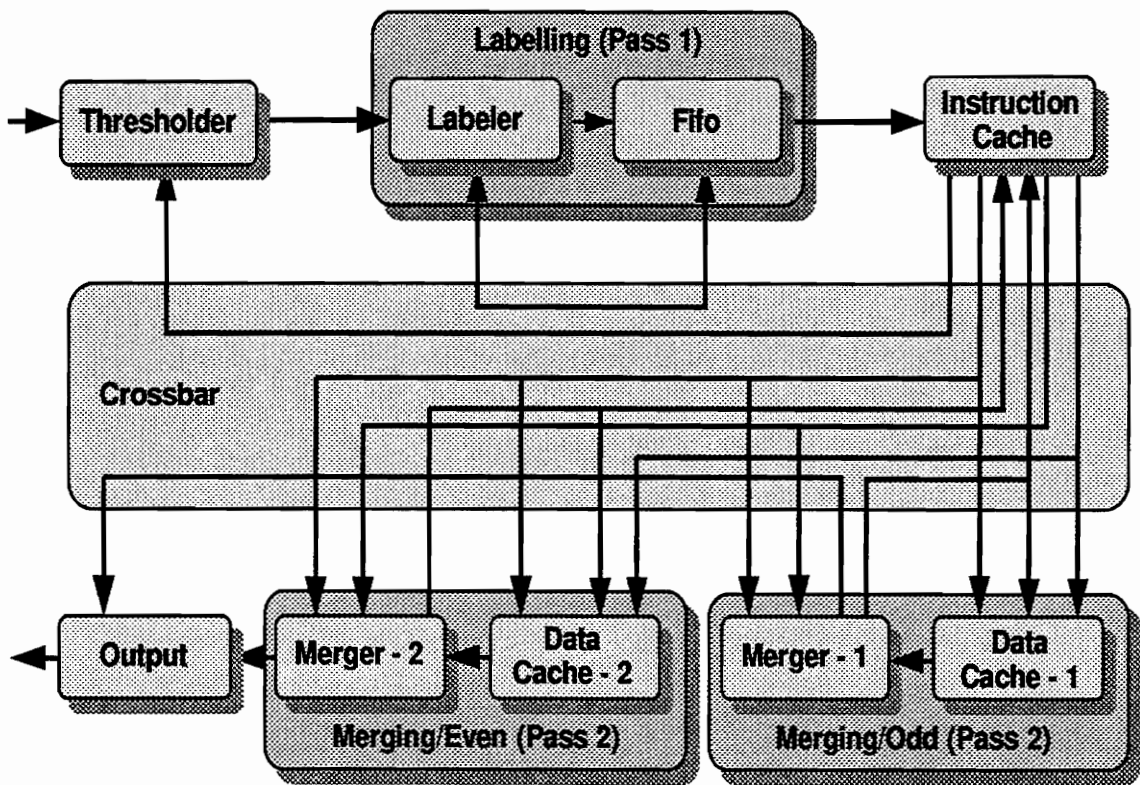 Labelling (Pass 1)
Thresholder
Labeler
Fifo
Instruction
Cache
Crossbar
Output
Merger - 2
Data
Cache - 2
Merging/Even (Pass 2)
Merger - 1
Data
Cache - 1
Merging/Odd (Pass 2)